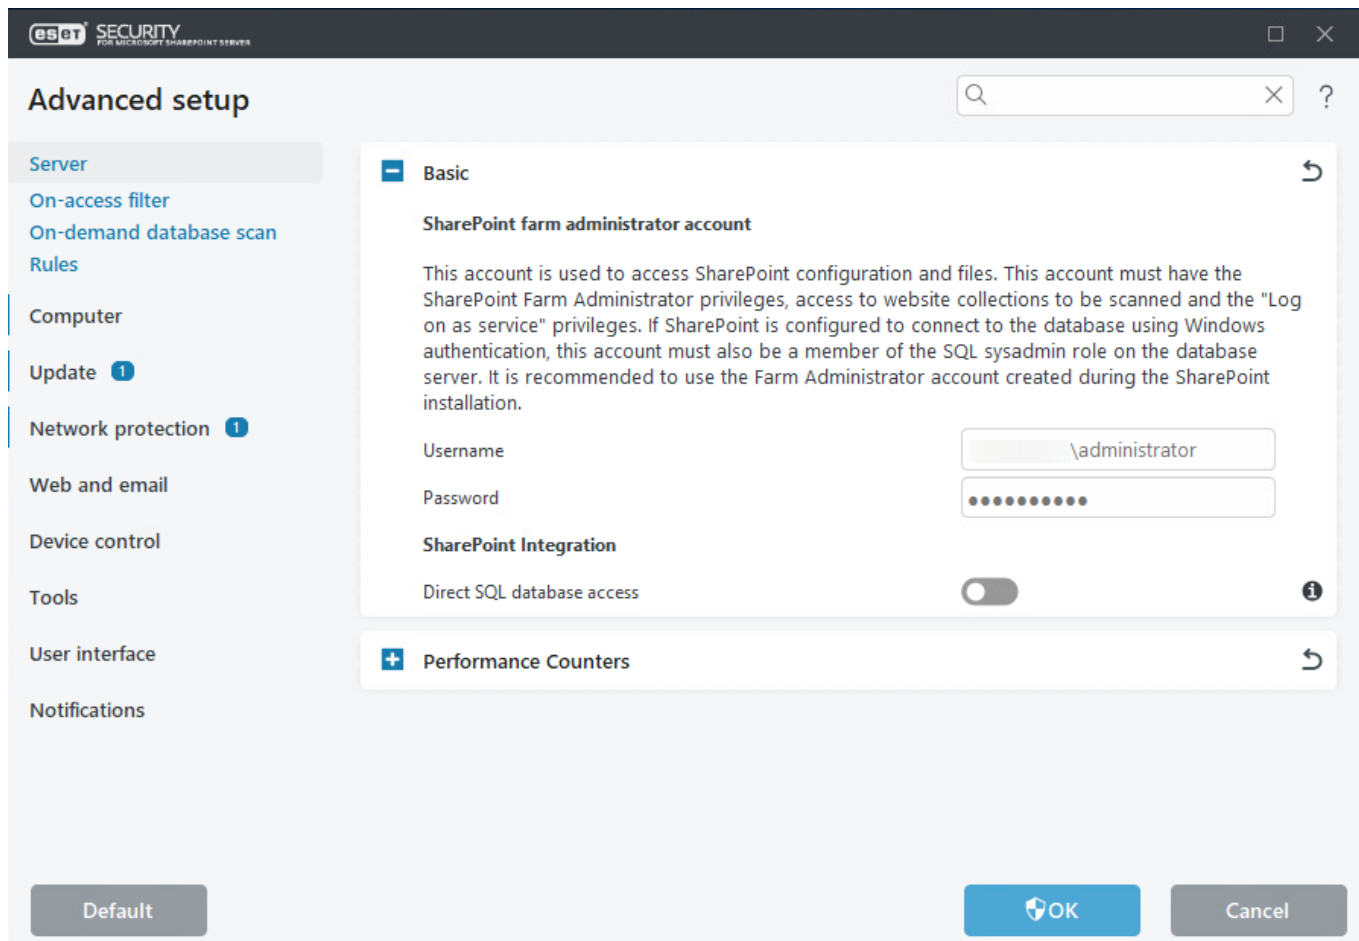 eset SECURITY
FOR MICROSOFT SHAREPOINT SERVER
Advanced setup
?
Server
On-access filter
On-demand database scan
Rules
Computer
Update 1
Network protection 1
Web and email
Device control
Tools
User interface
Notifications
Basic
SharePoint farm administrator account
This account is used to access SharePoint configuration and files. This account must have the
SharePoint Farm Administrator privileges, access to website collections to be scanned and the "Log
on as service" privileges. If SharePoint is configured to connect to the database using Windows
authentication, this account must also be a member of the SQL sysadmin role on the database
server. It is recommended to use the Farm Administrator account created during the SharePoint
installation.
Username \administrator
Password ●●●●●●●●●●
SharePoint Integration
Direct SQL database access
Performance Counters
Default
OK
Cancel